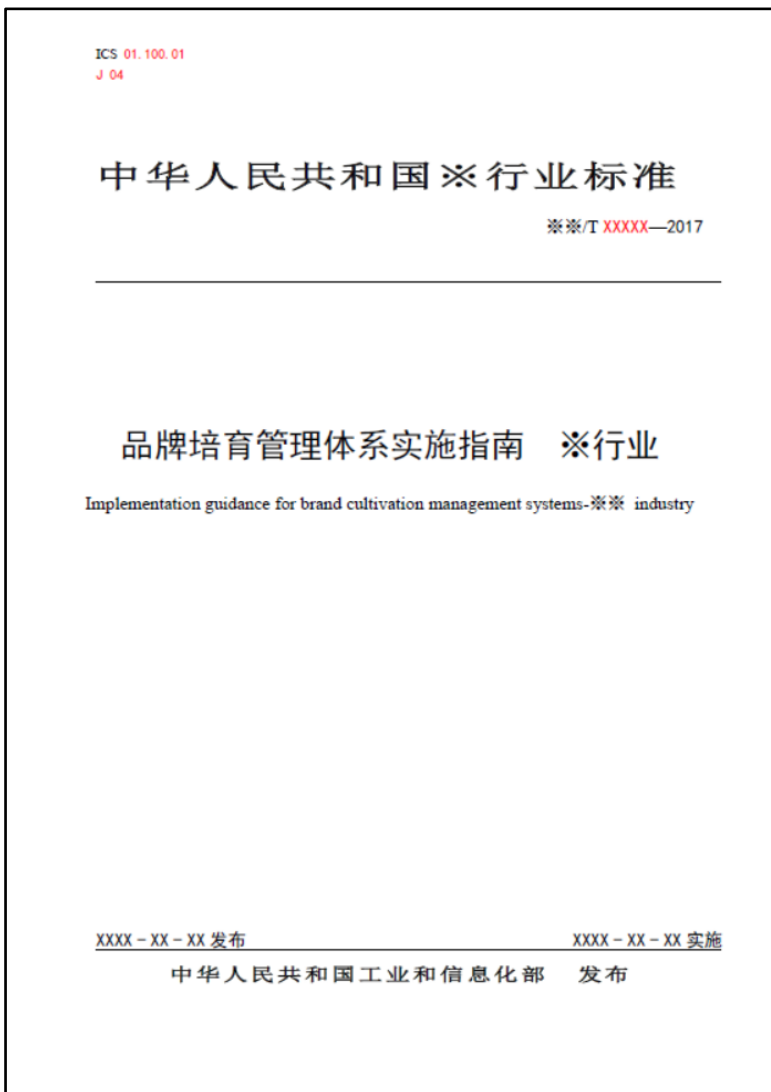 ICS 01.100.01
J 04
中华人民共和国※行业标准
※※/T XXXXX—2017
品牌培育管理体系实施指南　※行业
Implementation guidance for brand cultivation management systems-※※ industry
XXXX－XX－XX 发布　XXXX－XX－XX 实施
中华人民共和国工业和信息化部　发布